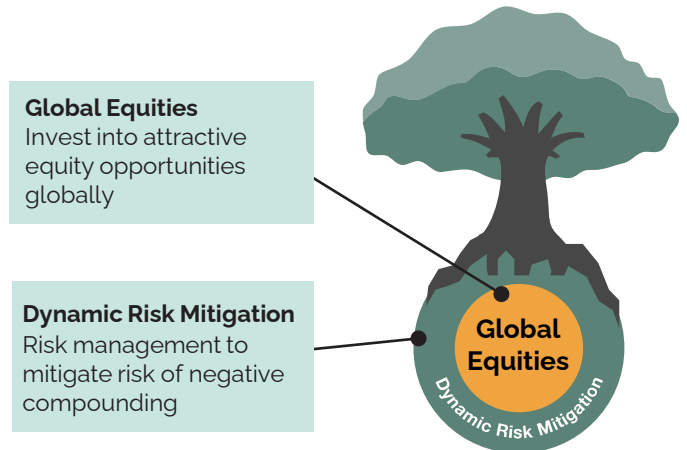 Global Equities
Invest into attractive
equity opportunities
globally
Dynamic Risk Mitigation
Risk management to
mitigate risk of negative
compounding
Global
Equities
Dynamic Risk Mitigation